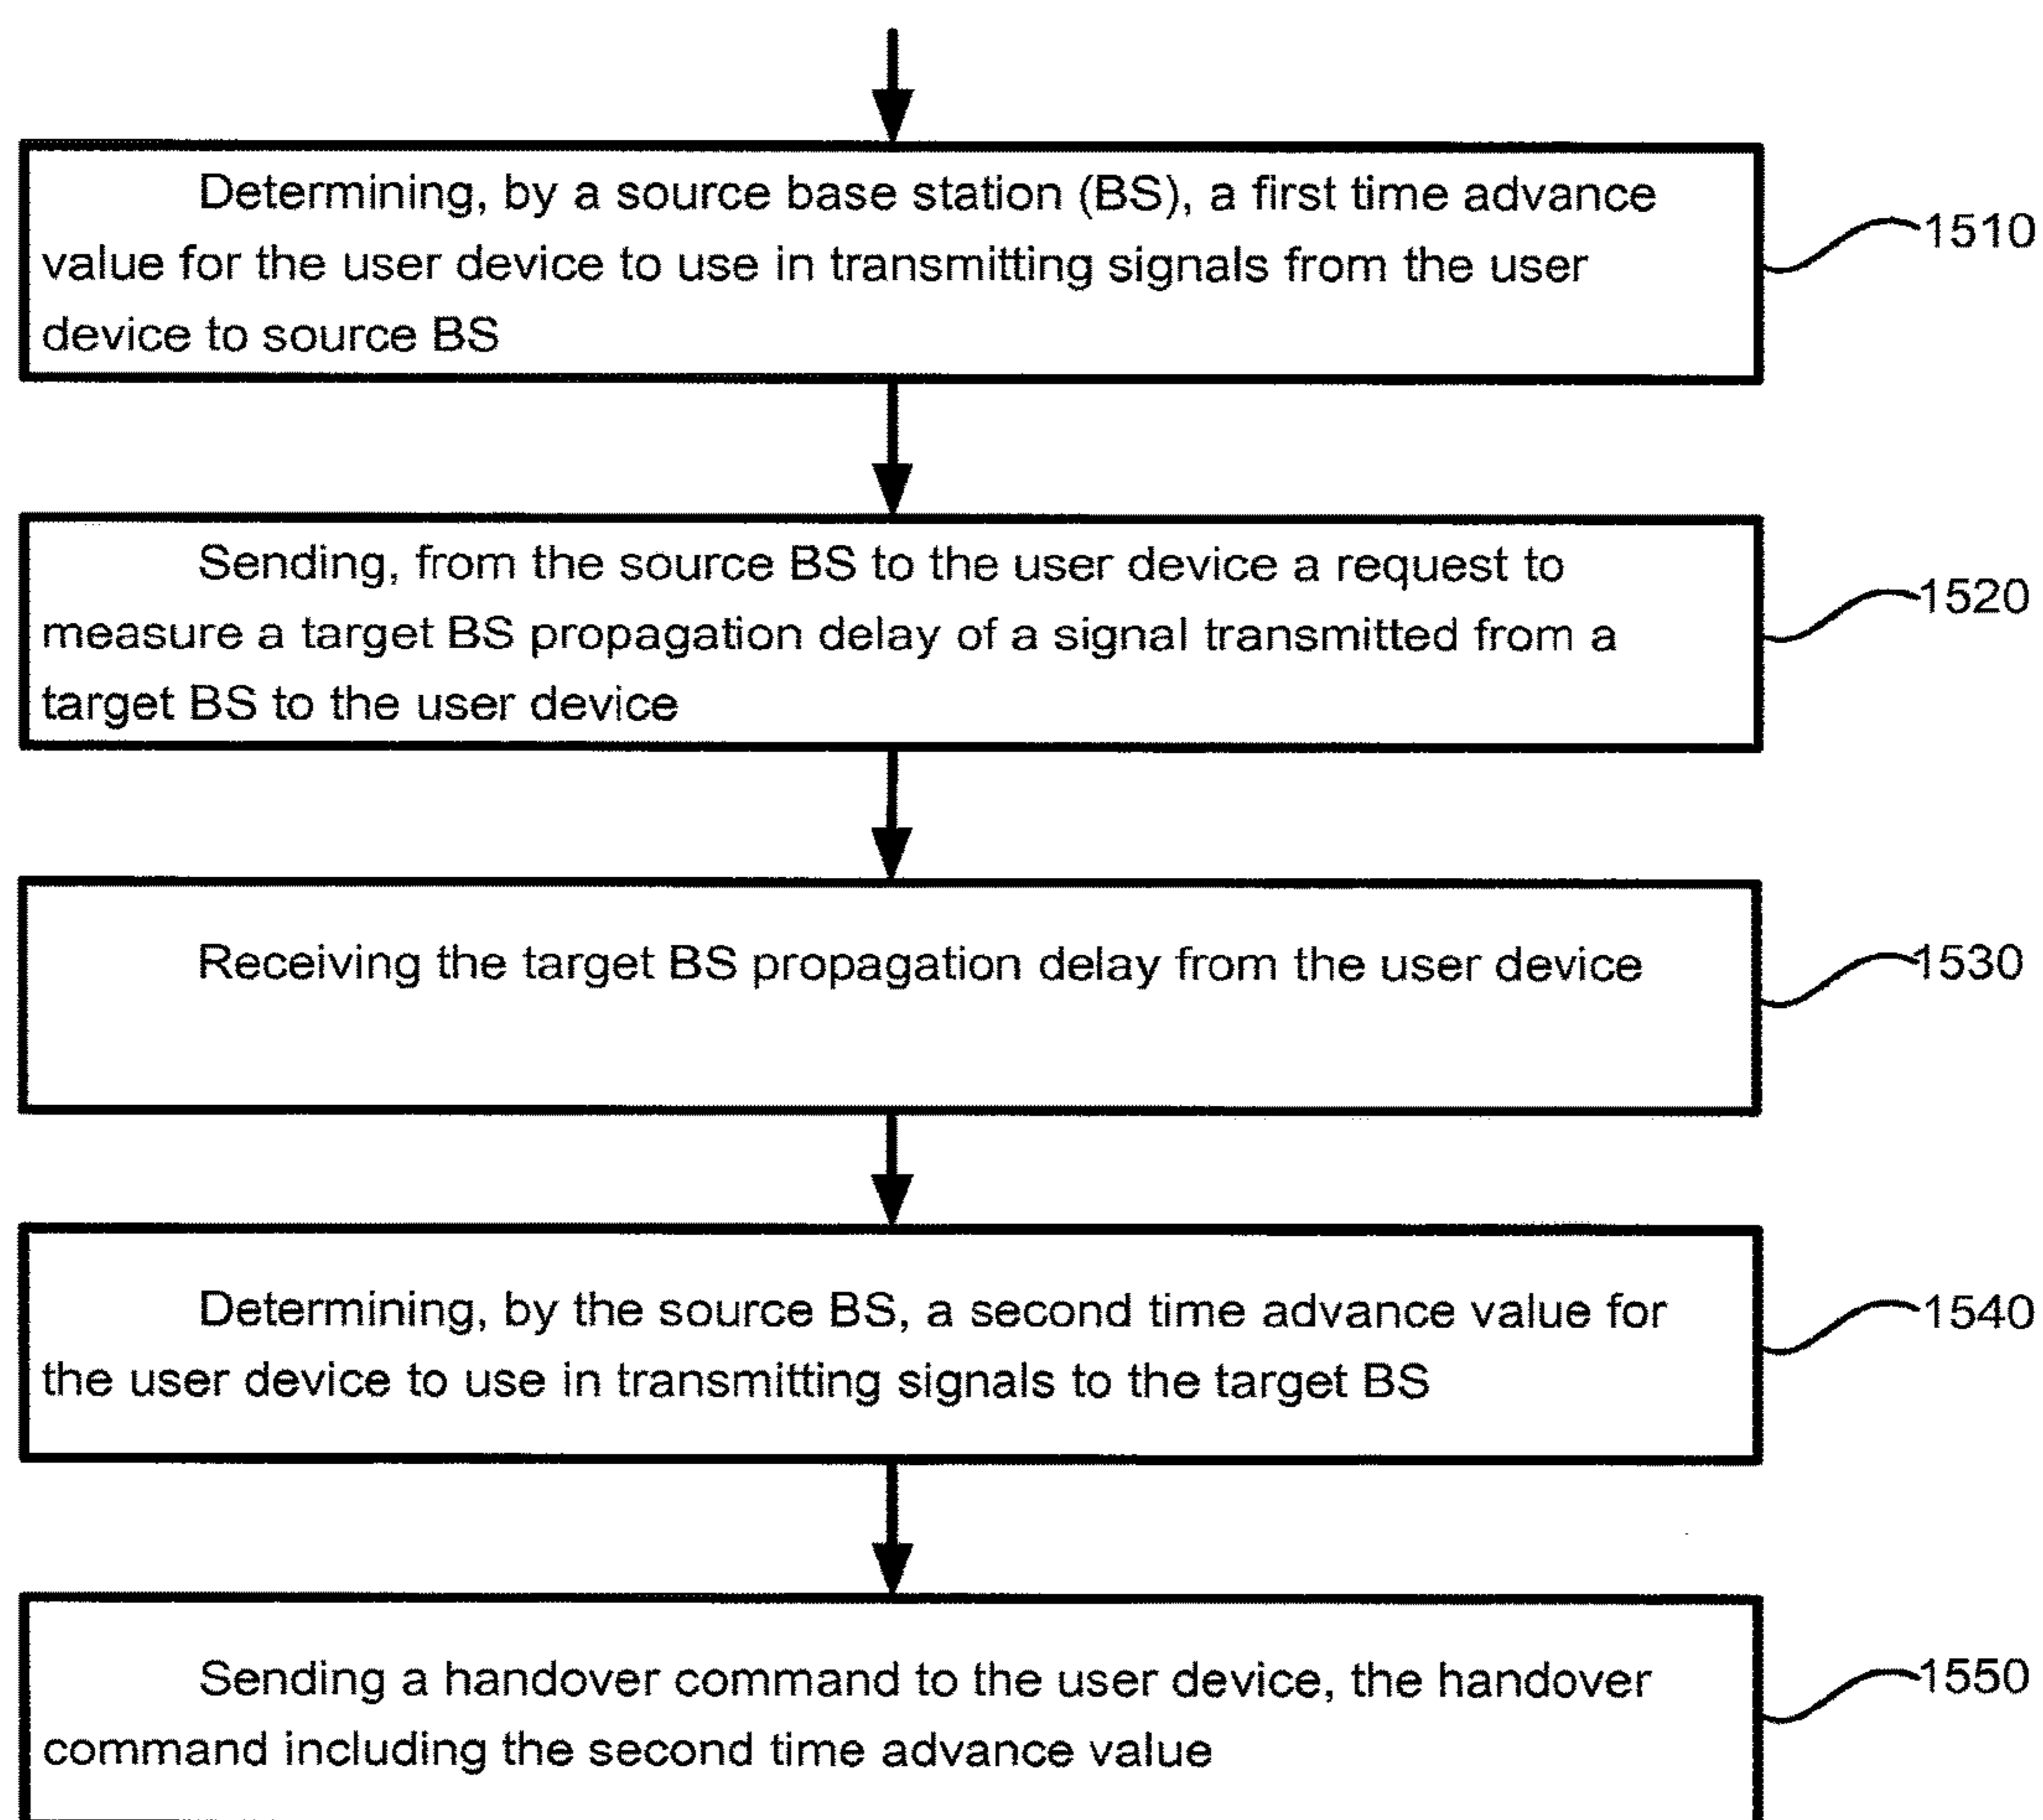 Determining, by a source base station (BS), a first time advance
value for the user device to use in transmitting signals from the user
device to source BS
1510
Sending, from the source BS to the user device a request to
measure a target BS propagation delay of a signal transmitted from a
target BS to the user device
1520
Receiving the target BS propagation delay from the user device
1530
Determining, by the source BS, a second time advance value for
the user device to use in transmitting signals to the target BS
1540
Sending a handover command to the user device, the handover
command including the second time advance value
1550